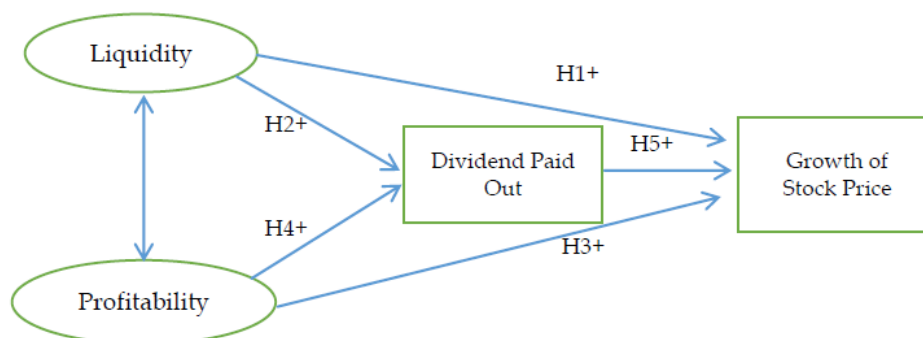 Liquidity
H1+
H2+
Dividend Paid
Out
H5+
Growth of
Stock Price
H4+
H3+
Profitability